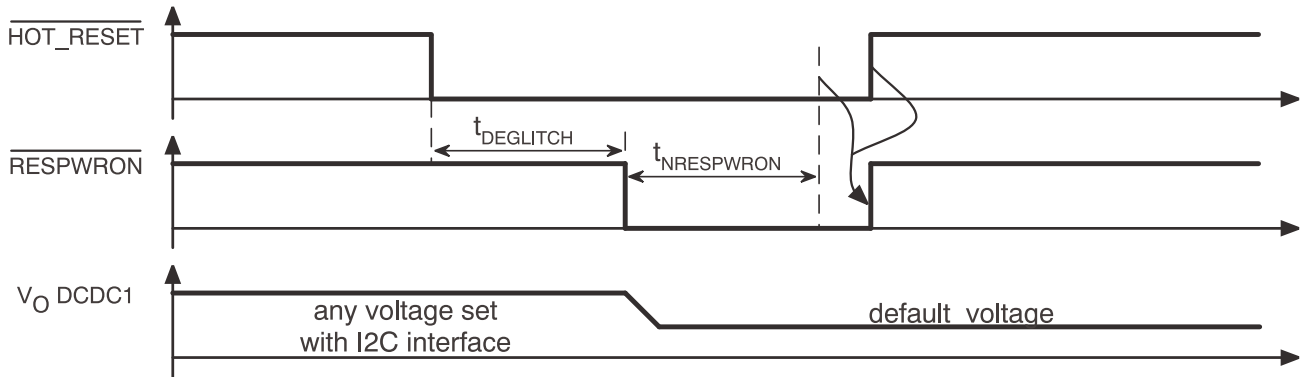 HOT_RESET
tDEGLITCH
RESPWRON
tNRESPWRON
VO DCDC1
any voltage set
with I2C interface
default voltage